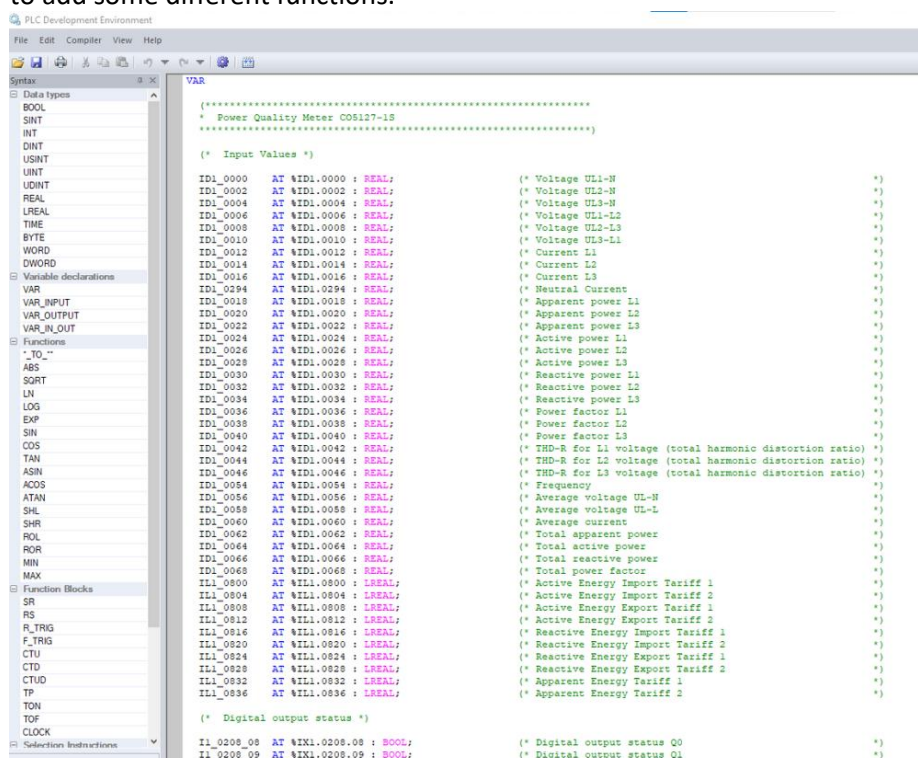 to add some different functions.
PLC Development Environment
File Edit Compiler View Help
Syntax
Data types
BOOL
SINT
INT
DINT
USINT
UINT
UDINT
REAL
LREAL
TIME
BYTE
WORD
DWORD
Variable declarations
VAR
VAR_INPUT
VAR_OUTPUT
VAR_IN_OUT
Functions
*_TO_**
ABS
SQRT
LN
LOG
EXP
SIN
COS
TAN
ASIN
ACOS
ATAN
SHL
SHR
ROL
ROR
MIN
MAX
Function Blocks
SR
RS
R_TRIG
F_TRIG
CTU
CTD
CTUD
TP
TON
TOF
CLOCK
Selection Instructions
VAR
(***************************************************************
* Power Quality Meter CO5127-1S
***************************************************************)
(* Input Values *)
ID1_0000 AT %ID1.0000 : REAL; (* Voltage UL1-N *)
ID1_0002 AT %ID1.0002 : REAL; (* Voltage UL2-N *)
ID1_0004 AT %ID1.0004 : REAL; (* Voltage UL3-N *)
ID1_0006 AT %ID1.0006 : REAL; (* Voltage UL1-L2 *)
ID1_0008 AT %ID1.0008 : REAL; (* Voltage UL2-L3 *)
ID1_0010 AT %ID1.0010 : REAL; (* Voltage UL3-L1 *)
ID1_0012 AT %ID1.0012 : REAL; (* Current L1 *)
ID1_0014 AT %ID1.0014 : REAL; (* Current L2 *)
ID1_0016 AT %ID1.0016 : REAL; (* Current L3 *)
ID1_0294 AT %ID1.0294 : REAL; (* Neutral Current *)
ID1_0018 AT %ID1.0018 : REAL; (* Apparent power L1 *)
ID1_0020 AT %ID1.0020 : REAL; (* Apparent power L2 *)
ID1_0022 AT %ID1.0022 : REAL; (* Apparent power L3 *)
ID1_0024 AT %ID1.0024 : REAL; (* Active power L1 *)
ID1_0026 AT %ID1.0026 : REAL; (* Active power L2 *)
ID1_0028 AT %ID1.0028 : REAL; (* Active power L3 *)
ID1_0030 AT %ID1.0030 : REAL; (* Reactive power L1 *)
ID1_0032 AT %ID1.0032 : REAL; (* Reactive power L2 *)
ID1_0034 AT %ID1.0034 : REAL; (* Reactive power L3 *)
ID1_0036 AT %ID1.0036 : REAL; (* Power factor L1 *)
ID1_0038 AT %ID1.0038 : REAL; (* Power factor L2 *)
ID1_0040 AT %ID1.0040 : REAL; (* Power factor L3 *)
ID1_0042 AT %ID1.0042 : REAL; (* THD-R for L1 voltage (total harmonic distortion ratio) *)
ID1_0044 AT %ID1.0044 : REAL; (* THD-R for L2 voltage (total harmonic distortion ratio) *)
ID1_0046 AT %ID1.0046 : REAL; (* THD-R for L3 voltage (total harmonic distortion ratio) *)
ID1_0054 AT %ID1.0054 : REAL; (* Frequency *)
ID1_0056 AT %ID1.0056 : REAL; (* Average voltage UL-N *)
ID1_0058 AT %ID1.0058 : REAL; (* Average voltage UL-L *)
ID1_0060 AT %ID1.0060 : REAL; (* Average current *)
ID1_0062 AT %ID1.0062 : REAL; (* Total apparent power *)
ID1_0064 AT %ID1.0064 : REAL; (* Total active power *)
ID1_0066 AT %ID1.0066 : REAL; (* Total reactive power *)
ID1_0068 AT %ID1.0068 : REAL; (* Total power factor *)
IL1_0800 AT %IL1.0800 : LREAL; (* Active Energy Import Tariff 1 *)
IL1_0804 AT %IL1.0804 : LREAL; (* Active Energy Import Tariff 2 *)
IL1_0808 AT %IL1.0808 : LREAL; (* Active Energy Export Tariff 1 *)
IL1_0812 AT %IL1.0812 : LREAL; (* Active Energy Export Tariff 2 *)
IL1_0816 AT %IL1.0816 : LREAL; (* Reactive Energy Import Tariff 1 *)
IL1_0820 AT %IL1.0820 : LREAL; (* Reactive Energy Import Tariff 2 *)
IL1_0824 AT %IL1.0824 : LREAL; (* Reactive Energy Export Tariff 1 *)
IL1_0828 AT %IL1.0828 : LREAL; (* Reactive Energy Export Tariff 2 *)
IL1_0832 AT %IL1.0832 : LREAL; (* Apparent Energy Tariff 1 *)
IL1_0836 AT %IL1.0836 : LREAL; (* Apparent Energy Tariff 2 *)
(* Digital output status *)
I1_0208_08 AT %IX1.0208.08 : BOOL; (* Digital output status Q0 *)
I1_0208_09 AT %IX1.0208.09 : BOOL; (* Digital output status Q1 *)